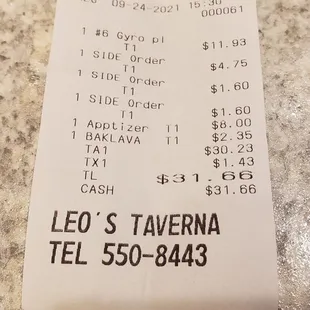 09-24-2021 15:30
000061
1 #6 Gyro pl
T1 $11.93
1 SIDE Order
T1 $4.75
1 SIDE Order
T1 $1.60
1 SIDE Order
T1 $1.60
1 Apptizer T1 $8.00
1 BAKLAVA T1 $2.35
TA1 $30.23
TX1 $1.43
TL $31.66
CASH $31.66
LEO'S TAVERNA
TEL 550-8443